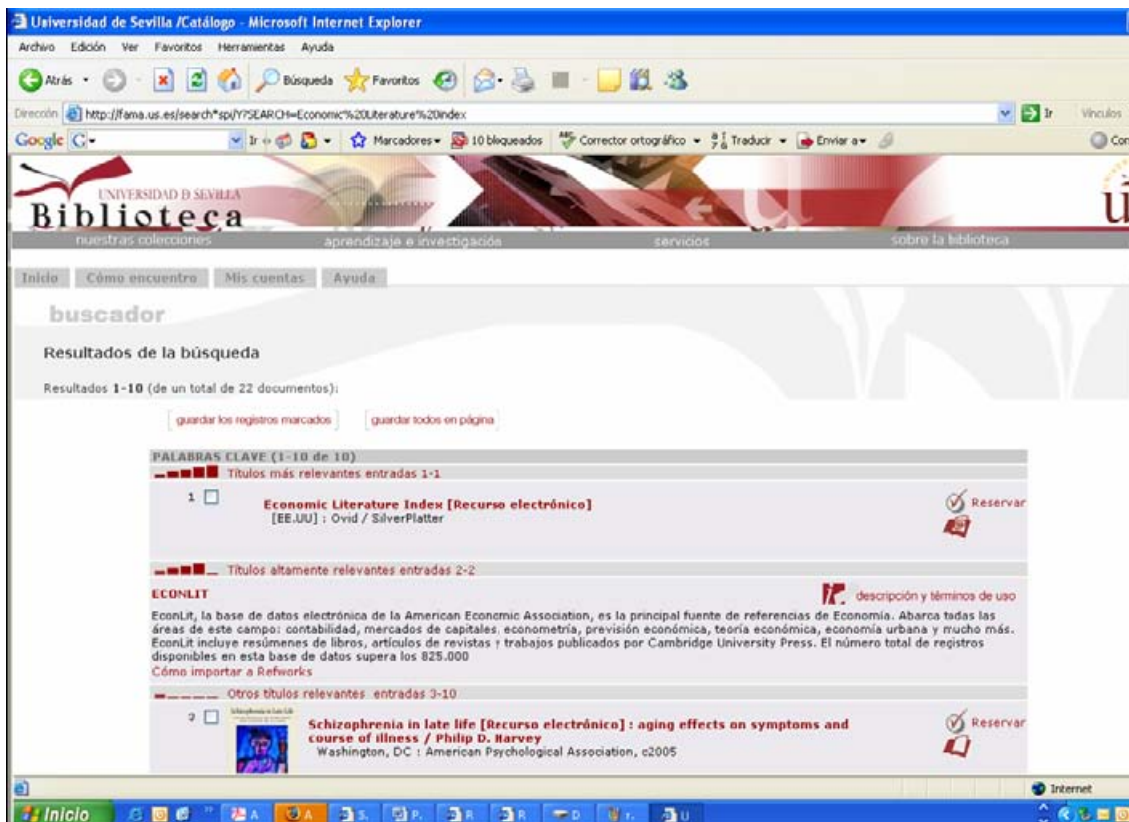 Universidad de Sevilla /Catálogo - Microsoft Internet Explorer
Archivo Edición Ver Favoritos Herramientas Ayuda
Atrás Búsqueda Favoritos
Dirección http://fama.us.es/search*spi/Y?SEARCH=Economic%20Literature%20index Ir Vínculos
Google G Ir Marcadores 10 bloqueados Corrector ortográfico Traducir Enviar a Con
UNIVERSIDAD D SEVILLA
Biblioteca
nuestras colecciones aprendizaje e investigación servicios sobre la biblioteca
Inicio Cómo encuentro Mis cuentas Ayuda
buscador
Resultados de la búsqueda
Resultados 1-10 (de un total de 22 documentos):
guardar los registros marcados guardar todos en página
PALABRAS CLAVE (1-10 de 10)
Títulos más relevantes entradas 1-1
1 Economic Literature Index [Recurso electrónico] Reservar
[EE.UU] : Ovid / SilverPlatter
Títulos altamente relevantes entradas 2-2
ECONLIT descripción y términos de uso
EconLit, la base de datos electrónica de la American Economic Association, es la principal fuente de referencias de Economía. Abarca todas las
áreas de este campo: contabilidad, mercados de capitales, econometría, previsión económica, teoría económica, economía urbana y mucho más.
EconLit incluye resúmenes de libros, artículos de revistas y trabajos publicados por Cambridge University Press. El número total de registros
disponibles en esta base de datos supera los 825.000
Cómo importar a Refworks
Otros títulos relevantes entradas 3-10
Schizophrenia in late life [Recurso electrónico] : aging effects on symptoms and Reservar
course of illness / Philip D. Harvey
Washington, DC : American Psychological Association, c2005
Internet
Inicio A A S. P. R R D r. U